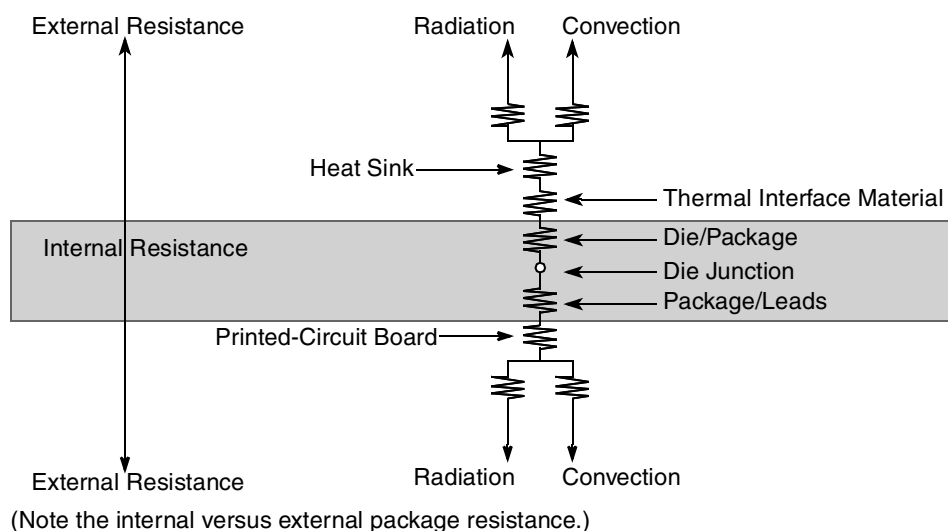 External Resistance
Radiation
Convection
Heat Sink
Thermal Interface Material
Internal Resistance
Die/Package
Die Junction
Package/Leads
Printed-Circuit Board
External Resistance
Radiation
Convection
(Note the internal versus external package resistance.)